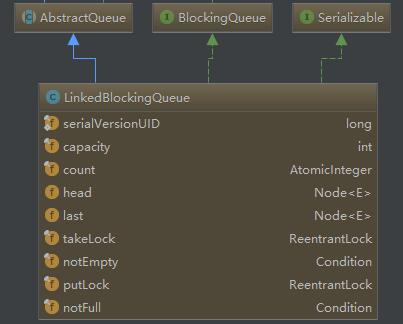 AbstractQueue BlockingQueue Serializable
LinkedBlockingQueue
serialVersionUID long
capacity int
count AtomicInteger
head Node<E>
last Node<E>
takeLock ReentrantLock
notEmpty Condition
putLock ReentrantLock
notFull Condition